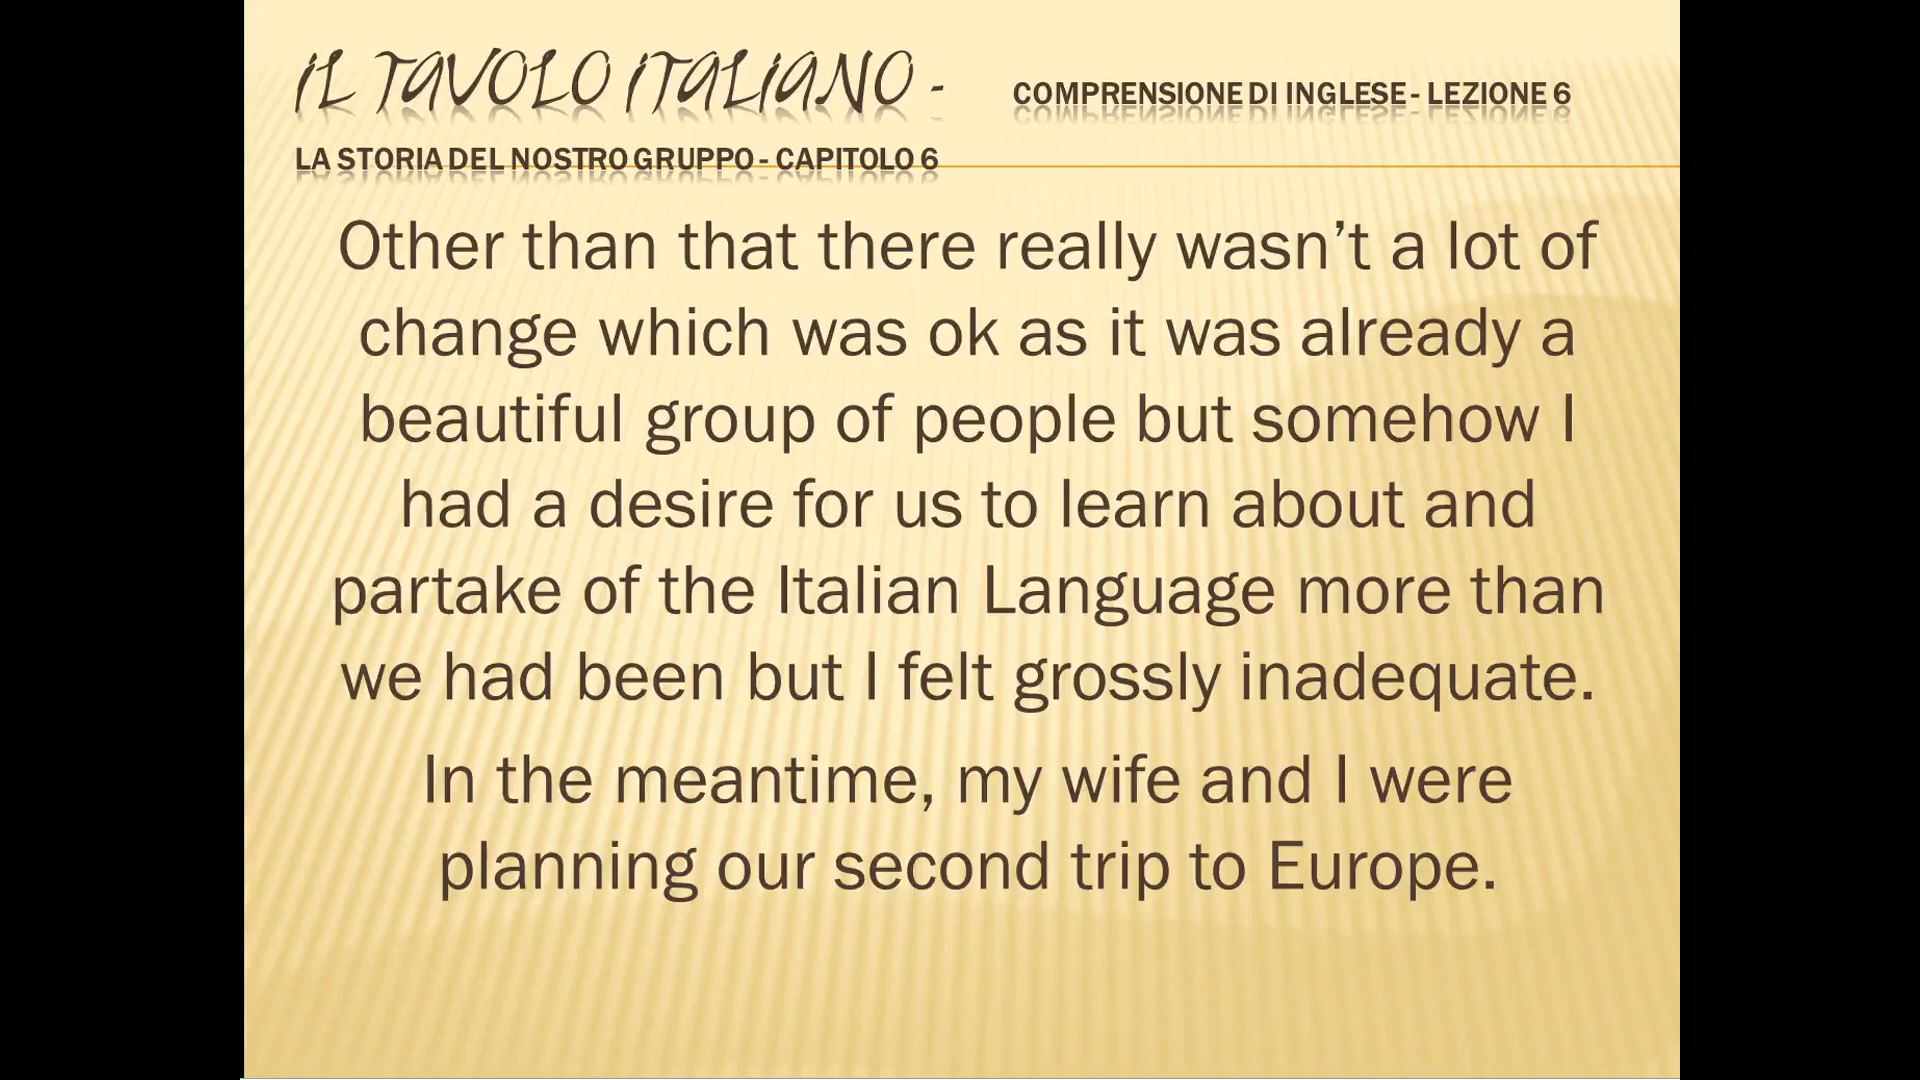 IL TAVOLO ITALIANO - COMPRENSIONE DI INGLESE - LEZIONE 6
LA STORIA DEL NOSTRO GRUPPO - CAPITOLO 6
Other than that there really wasn’t a lot of
change which was ok as it was already a
beautiful group of people but somehow I
had a desire for us to learn about and
partake of the Italian Language more than
we had been but I felt grossly inadequate.
In the meantime, my wife and I were
planning our second trip to Europe.